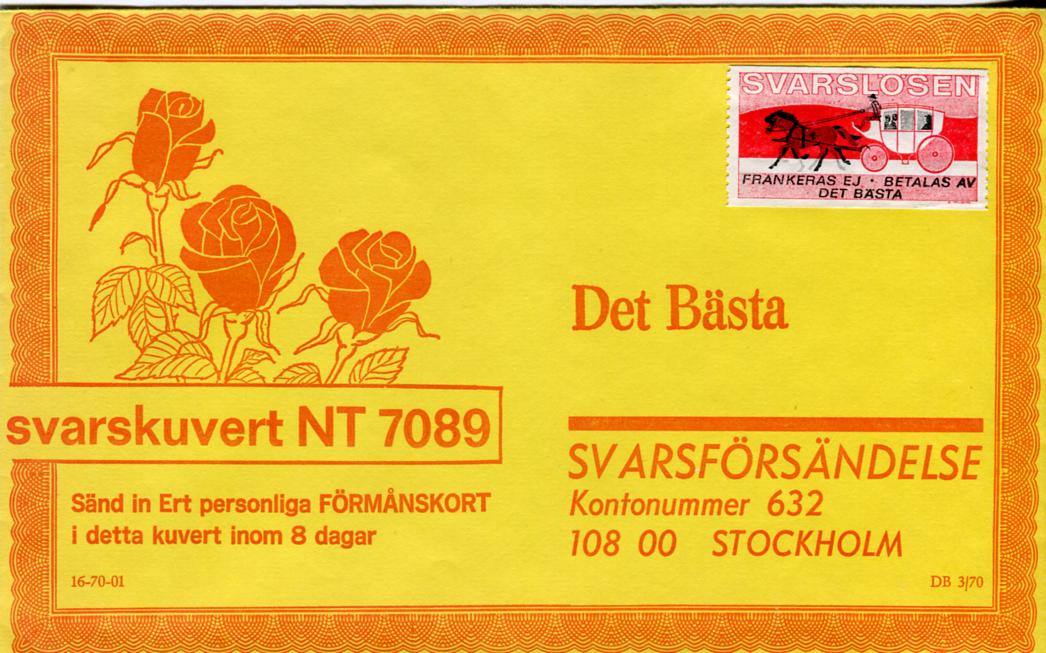 SVARSLÖSEN
FRANKERAS EJ · BETALAS AV
DET BÄSTA
Det Bästa
svarskuvert NT 7089
Sänd in Ert personliga FÖRMÅNSKORT
i detta kuvert inom 8 dagar
16-70-01
SVARSFÖRSÄNDELSE
Kontonummer 632
108 00 STOCKHOLM
DB 3/70